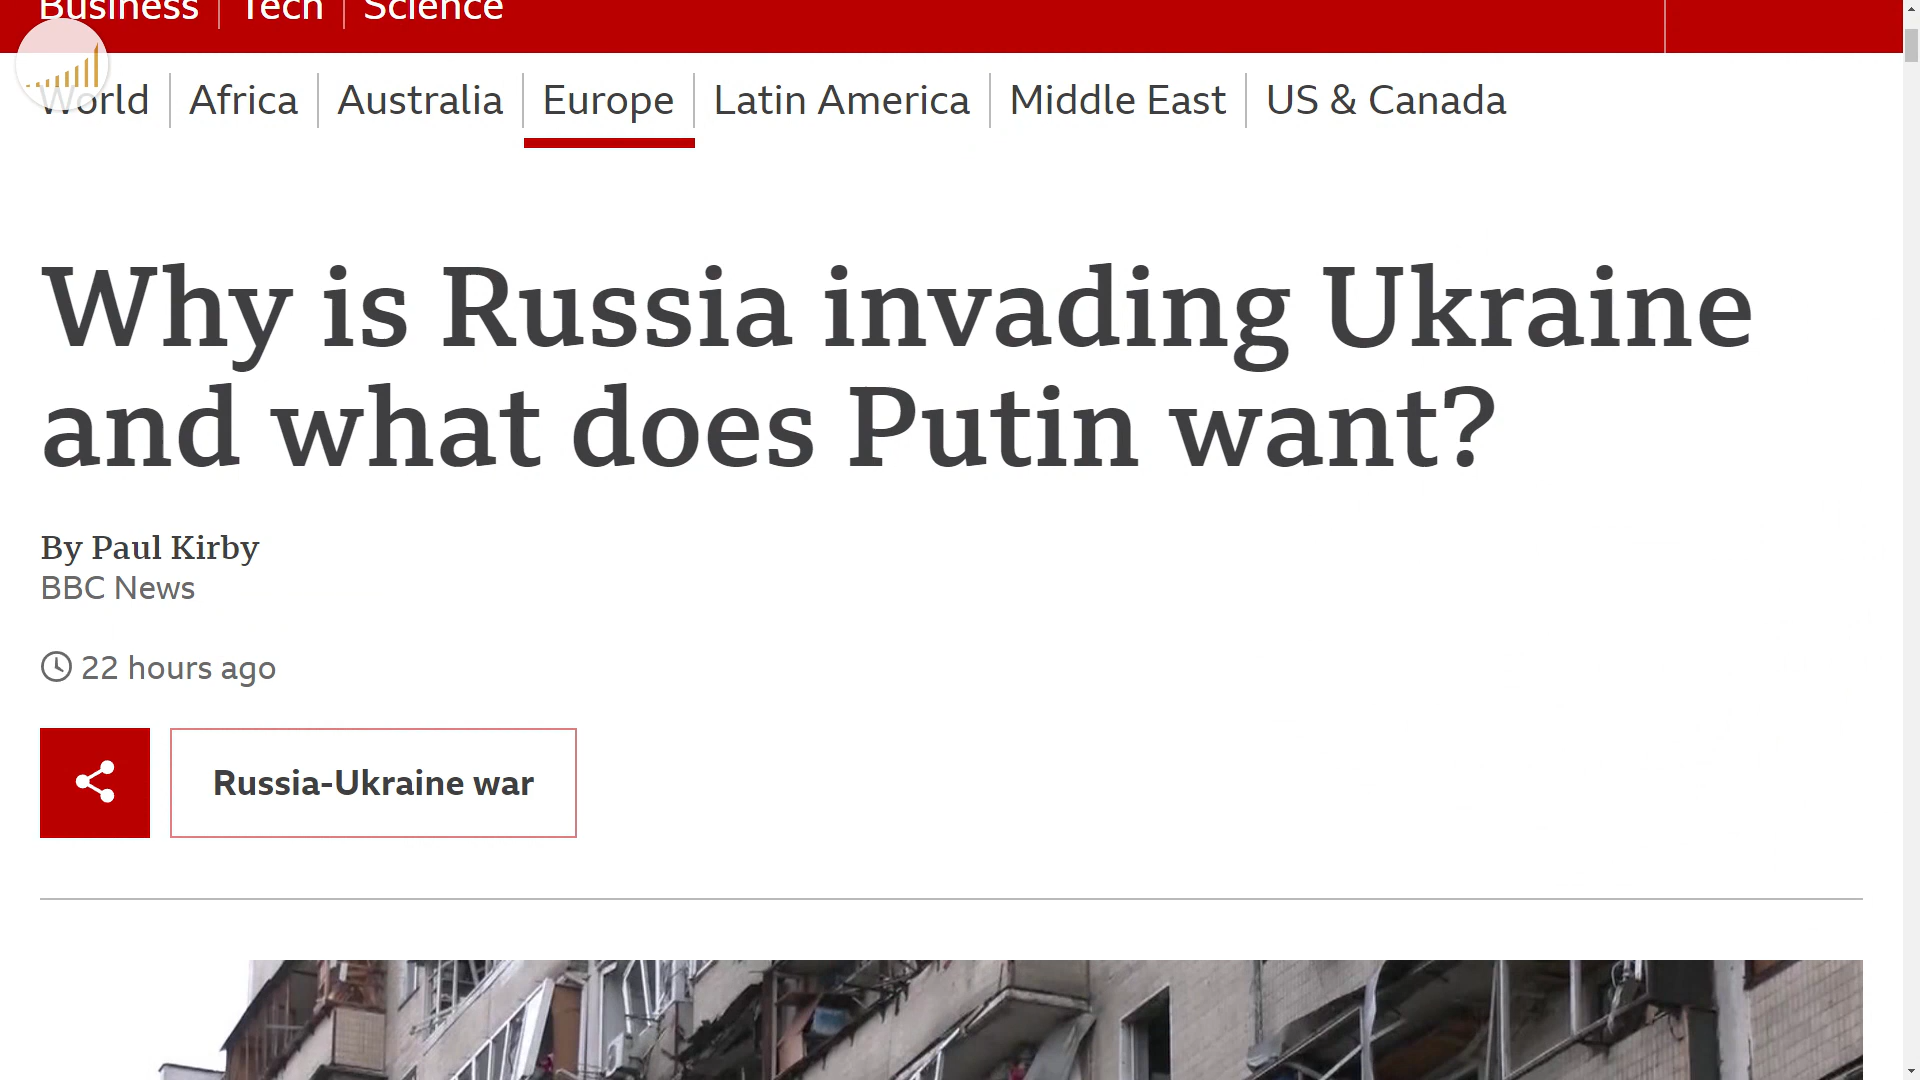 Business Tech Science
World Africa Australia Europe Latin America Middle East US & Canada
Why is Russia invading Ukraine
and what does Putin want?
By Paul Kirby
BBC News
22 hours ago
Russia-Ukraine war